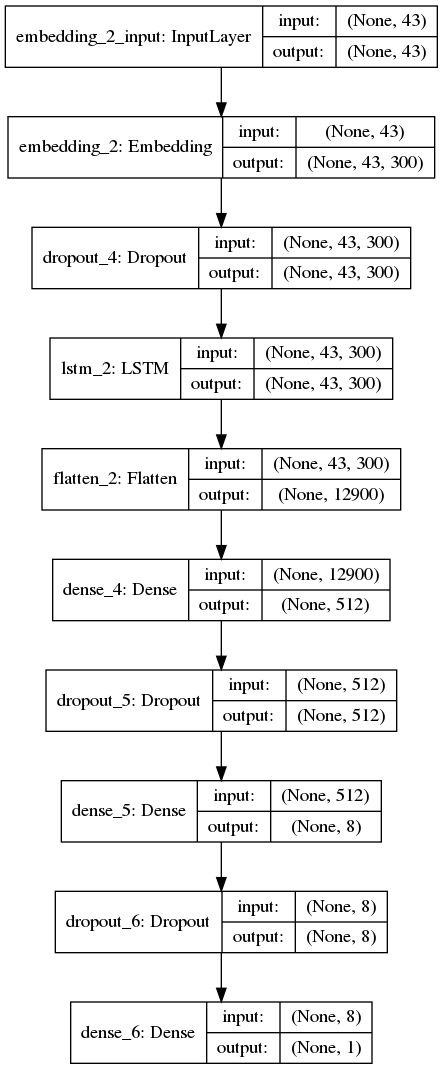 embedding_2_input: InputLayer
input: (None, 43)
output: (None, 43)
embedding_2: Embedding
input: (None, 43)
output: (None, 43, 300)
dropout_4: Dropout
input: (None, 43, 300)
output: (None, 43, 300)
lstm_2: LSTM
input: (None, 43, 300)
output: (None, 43, 300)
flatten_2: Flatten
input: (None, 43, 300)
output: (None, 12900)
dense_4: Dense
input: (None, 12900)
output: (None, 512)
dropout_5: Dropout
input: (None, 512)
output: (None, 512)
dense_5: Dense
input: (None, 512)
output: (None, 8)
dropout_6: Dropout
input: (None, 8)
output: (None, 8)
dense_6: Dense
input: (None, 8)
output: (None, 1)